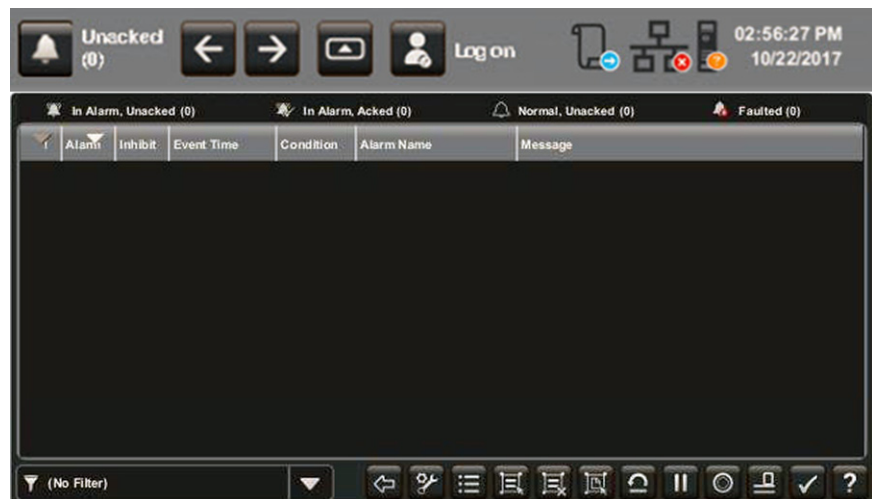 Unacked
(0)
Log on
02:56:27 PM
10/22/2017
In Alarm, Unacked (0)
In Alarm, Acked (0)
Normal, Unacked (0)
Faulted (0)
Alarm
Inhibit
Event Time
Condition
Alarm Name
Message
(No Filter)
?